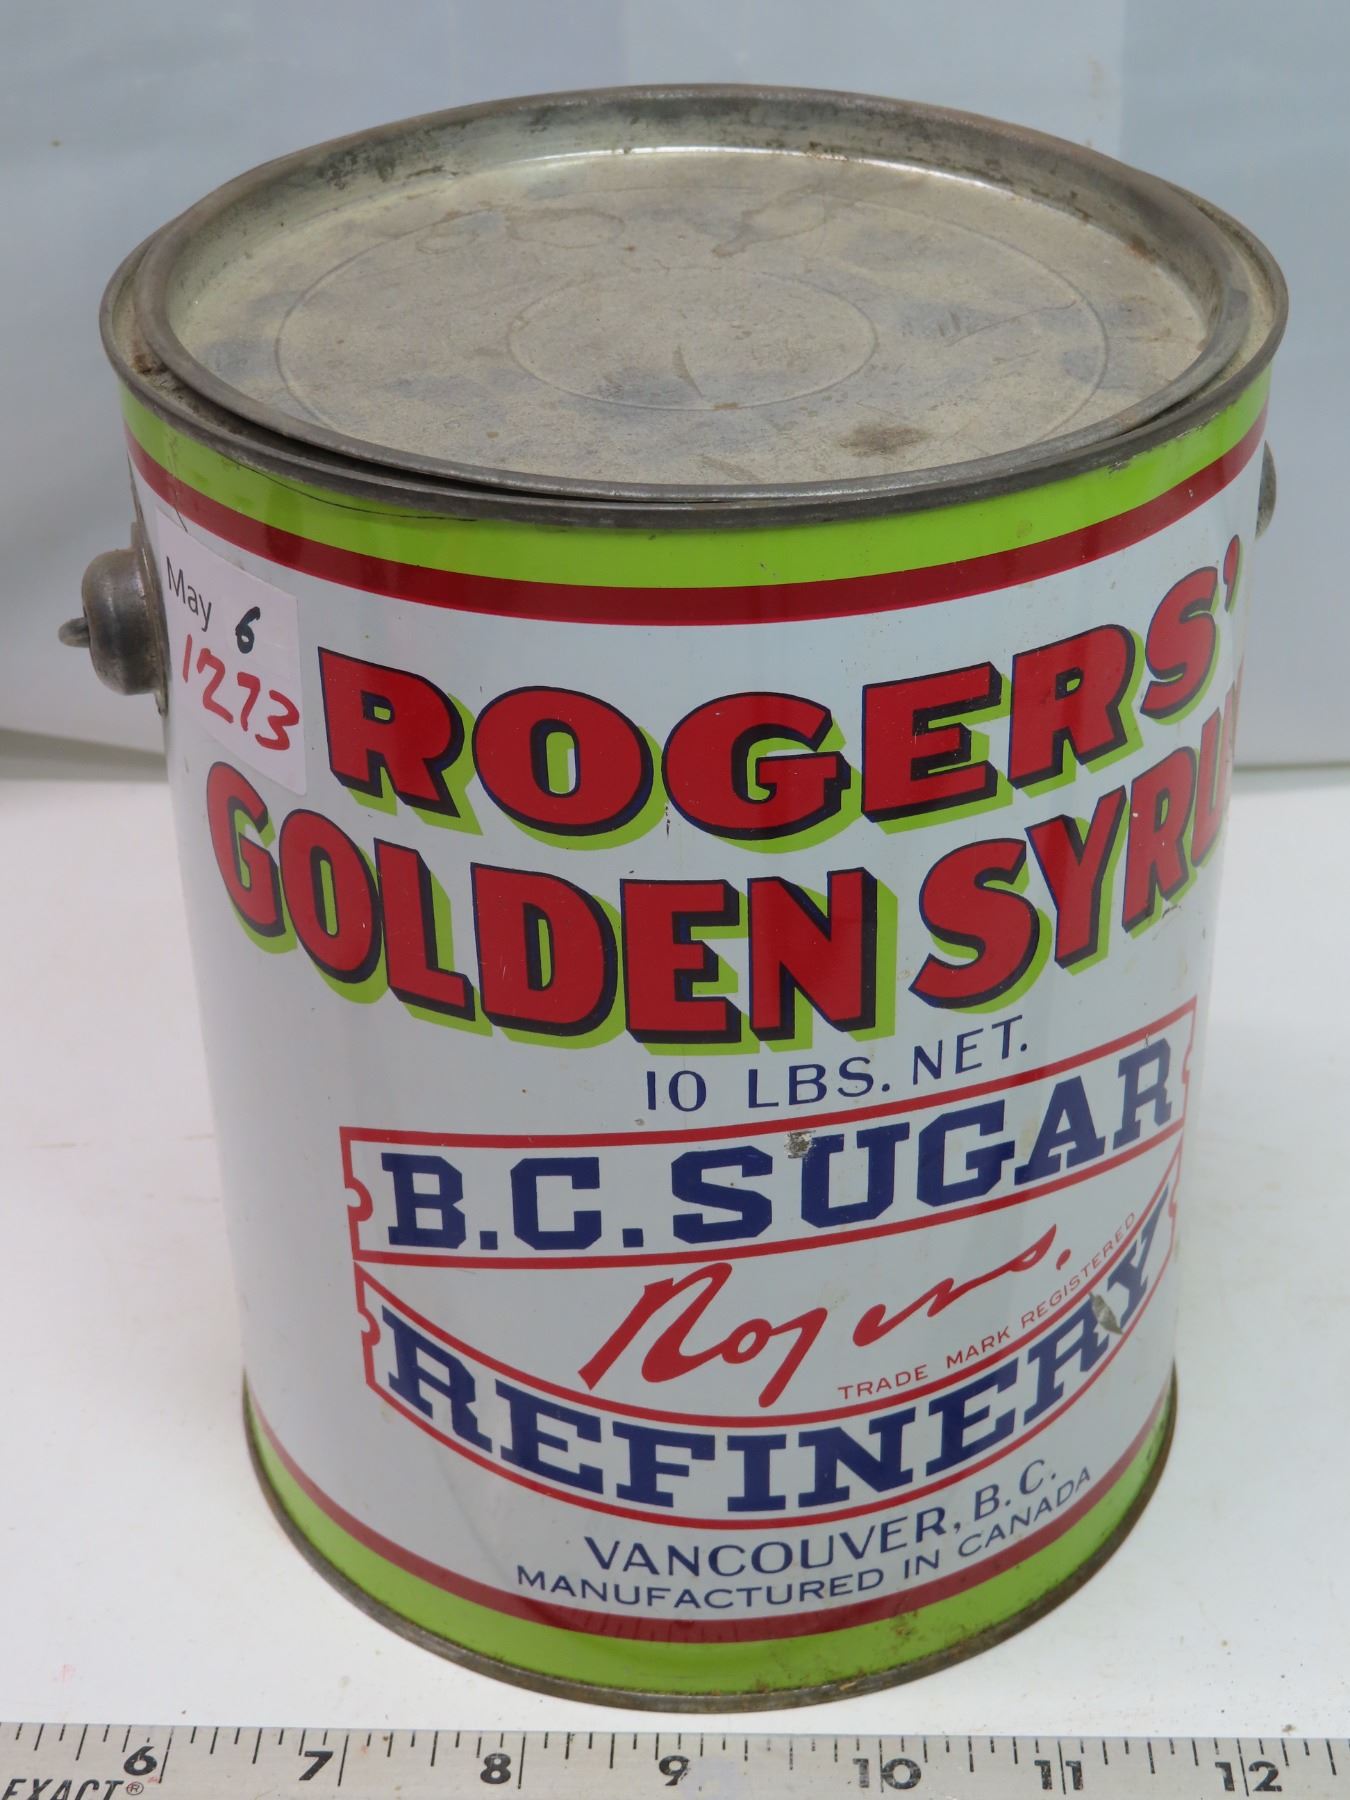 May 6
1273
ROGERS'
GOLDEN SYRUP
10 LBS. NET.
B.C. SUGAR
Rogers.
TRADE MARK REGISTERED
REFINERY
VANCOUVER, B.C.
MANUFACTURED IN CANADA
6 7 8 9 10 11 12
EXACT®